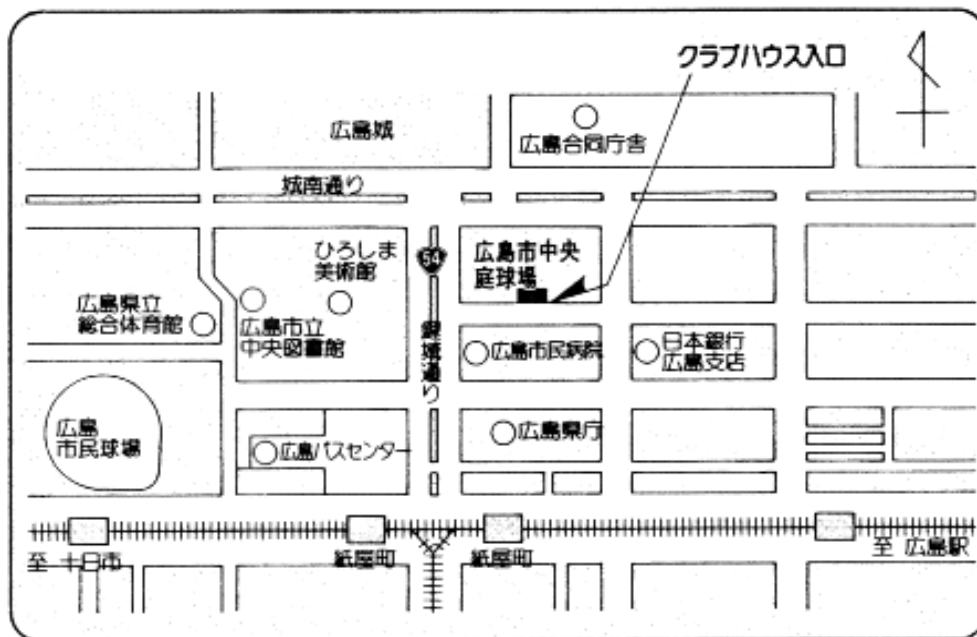 クラブハウス入口
広島城
広島合同庁舎
城南通り
ひろしま
美術館
54
広島市中央
庭球場
広島県立
総合体育館
広島市立
中央図書館
鯉城通り
広島市民病院
日本銀行
広島支店
広島
市民球場
広島バスセンター
広島県庁
至 十日市
紙屋町
紙屋町
至 広島駅